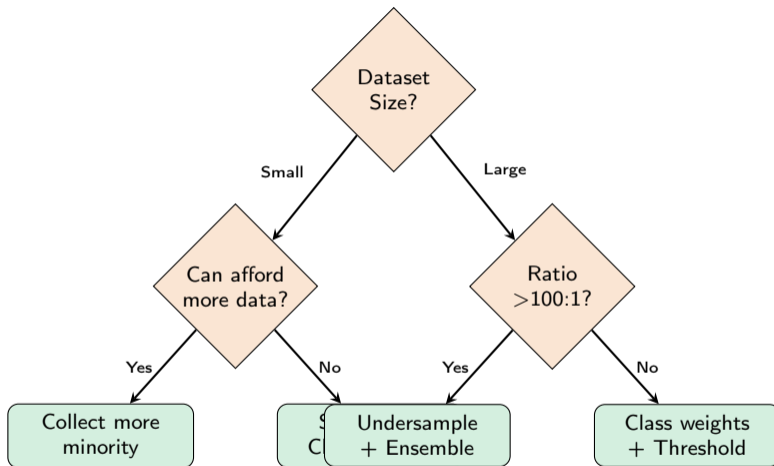 Dataset
Size?
Small
Large
Can afford
more data?
Ratio
>100:1?
Yes
No
Yes
No
Collect more
minority
Undersample
+ Ensemble
Class weights
+ Threshold